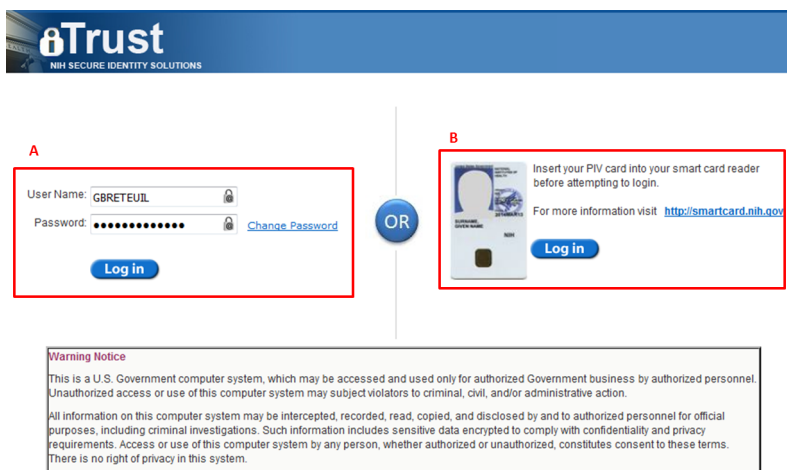 iTrust
NIH SECURE IDENTITY SOLUTIONS
A
User Name: GBRETEUIL
Password: ●●●●●●●●●●●●●
Change Password
Log in
OR
B
Insert your PIV card into your smart card reader
before attempting to login.
For more information visit http://smartcard.nih.gov
Log in
SURNAME,
GIVEN NAME
NIH
Warning Notice
This is a U.S. Government computer system, which may be accessed and used only for authorized Government business by authorized personnel.
Unauthorized access or use of this computer system may subject violators to criminal, civil, and/or administrative action.
All information on this computer system may be intercepted, recorded, read, copied, and disclosed by and to authorized personnel for official
purposes, including criminal investigations. Such information includes sensitive data encrypted to comply with confidentiality and privacy
requirements. Access or use of this computer system by any person, whether authorized or unauthorized, constitutes consent to these terms.
There is no right of privacy in this system.